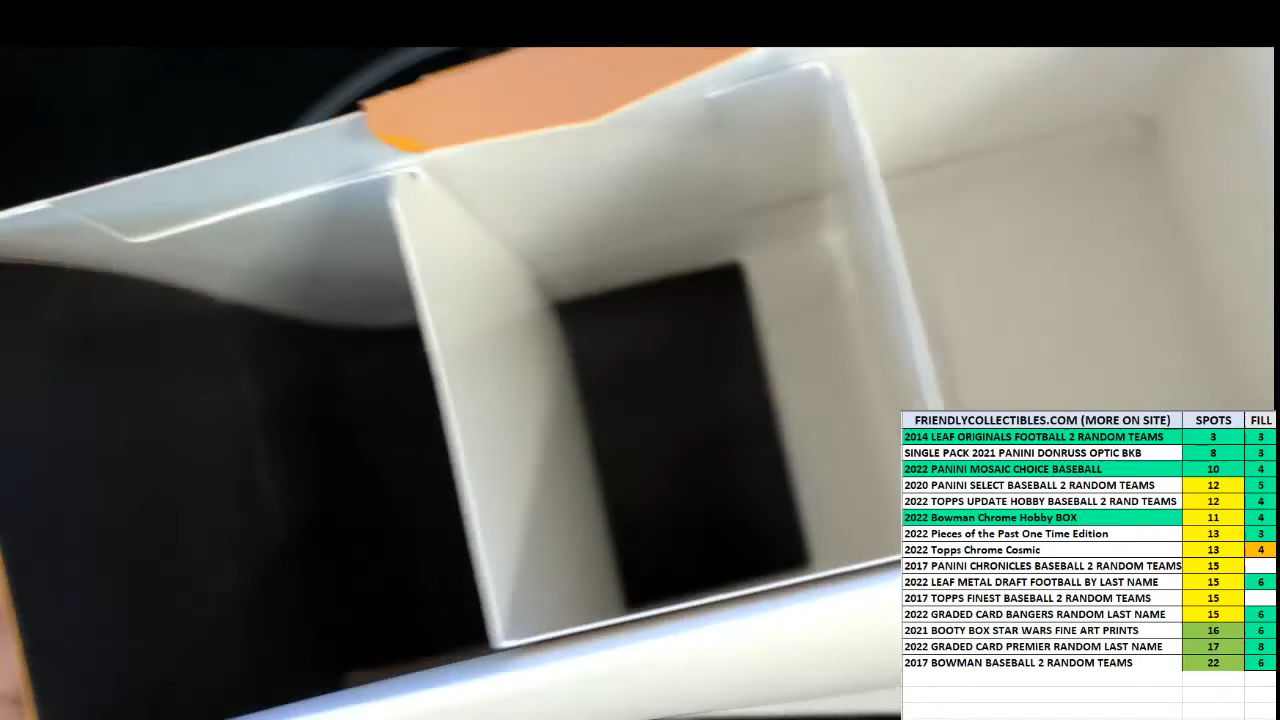 FRIENDLYCOLLECTIBLES.COM (MORE ON SITE) SPOTS FILL
2014 LEAF ORIGINALS FOOTBALL 2 RANDOM TEAMS 3 3
SINGLE PACK 2021 PANINI DONRUSS OPTIC BKB 8 3
2022 PANINI MOSAIC CHOICE BASEBALL 10 4
2020 PANINI SELECT BASEBALL 2 RANDOM TEAMS 12 5
2022 TOPPS UPDATE HOBBY BASEBALL 2 RAND TEAMS 12 4
2022 Bowman Chrome Hobby BOX 11 4
2022 Pieces of the Past One Time Edition 13 3
2022 Topps Chrome Cosmic 13 4
2017 PANINI CHRONICLES BASEBALL 2 RANDOM TEAMS 15
2022 LEAF METAL DRAFT FOOTBALL BY LAST NAME 15 6
2017 TOPPS FINEST BASEBALL 2 RANDOM TEAMS 15
2022 GRADED CARD BANGERS RANDOM LAST NAME 15 6
2021 BOOTY BOX STAR WARS FINE ART PRINTS 16 6
2022 GRADED CARD PREMIER RANDOM LAST NAME 17 8
2017 BOWMAN BASEBALL 2 RANDOM TEAMS 22 6